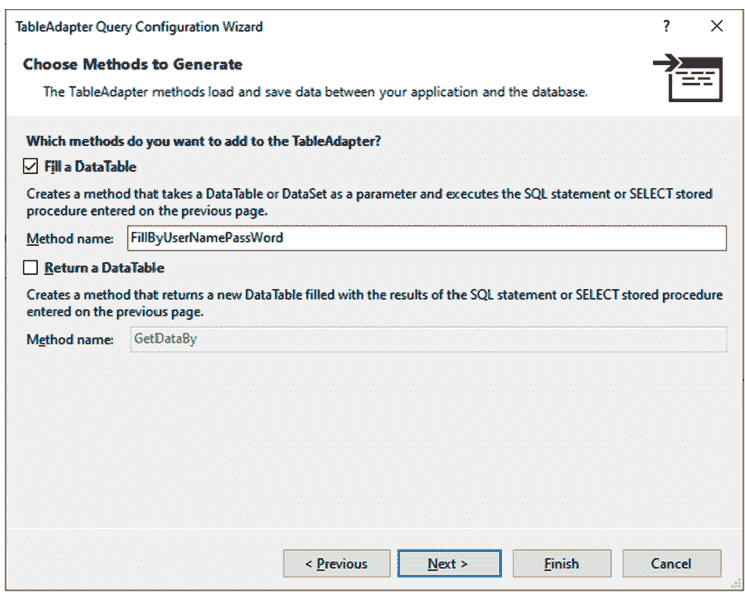 TableAdapter Query Configuration Wizard
?
Choose Methods to Generate
The TableAdapter methods load and save data between your application and the database.
Which methods do you want to add to the TableAdapter?
Fill a DataTable
Creates a method that takes a DataTable or DataSet as a parameter and executes the SQL statement or SELECT stored
procedure entered on the previous page.
Method name: FillByUserNamePassWord
Return a DataTable
Creates a method that returns a new DataTable filled with the results of the SQL statement or SELECT stored procedure
entered on the previous page.
Method name: GetDataBy
< Previous Next > Finish Cancel